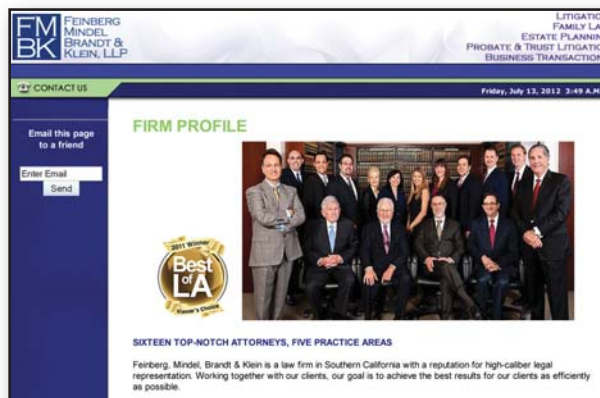 FM
BK
FEINBERG
MINDEL
BRANDT &
KLEIN, LLP
LITIGATIO
FAMILY LA
ESTATE PLANNIN
PROBATE & TRUST LITIGATIO
BUSINESS TRANSACTION
CONTACT US
Friday, July 13, 2012 3:49 A.M
Email this page
to a friend
Enter Email
Send
FIRM PROFILE
2011 Winner
Best
of
LA
Viewer's Choice
SIXTEEN TOP-NOTCH ATTORNEYS, FIVE PRACTICE AREAS
Feinberg, Mindel, Brandt & Klein is a law firm in Southern California with a reputation for high-caliber legal
representation. Working together with our clients, our goal is to achieve the best results for our clients as efficiently
as possible.